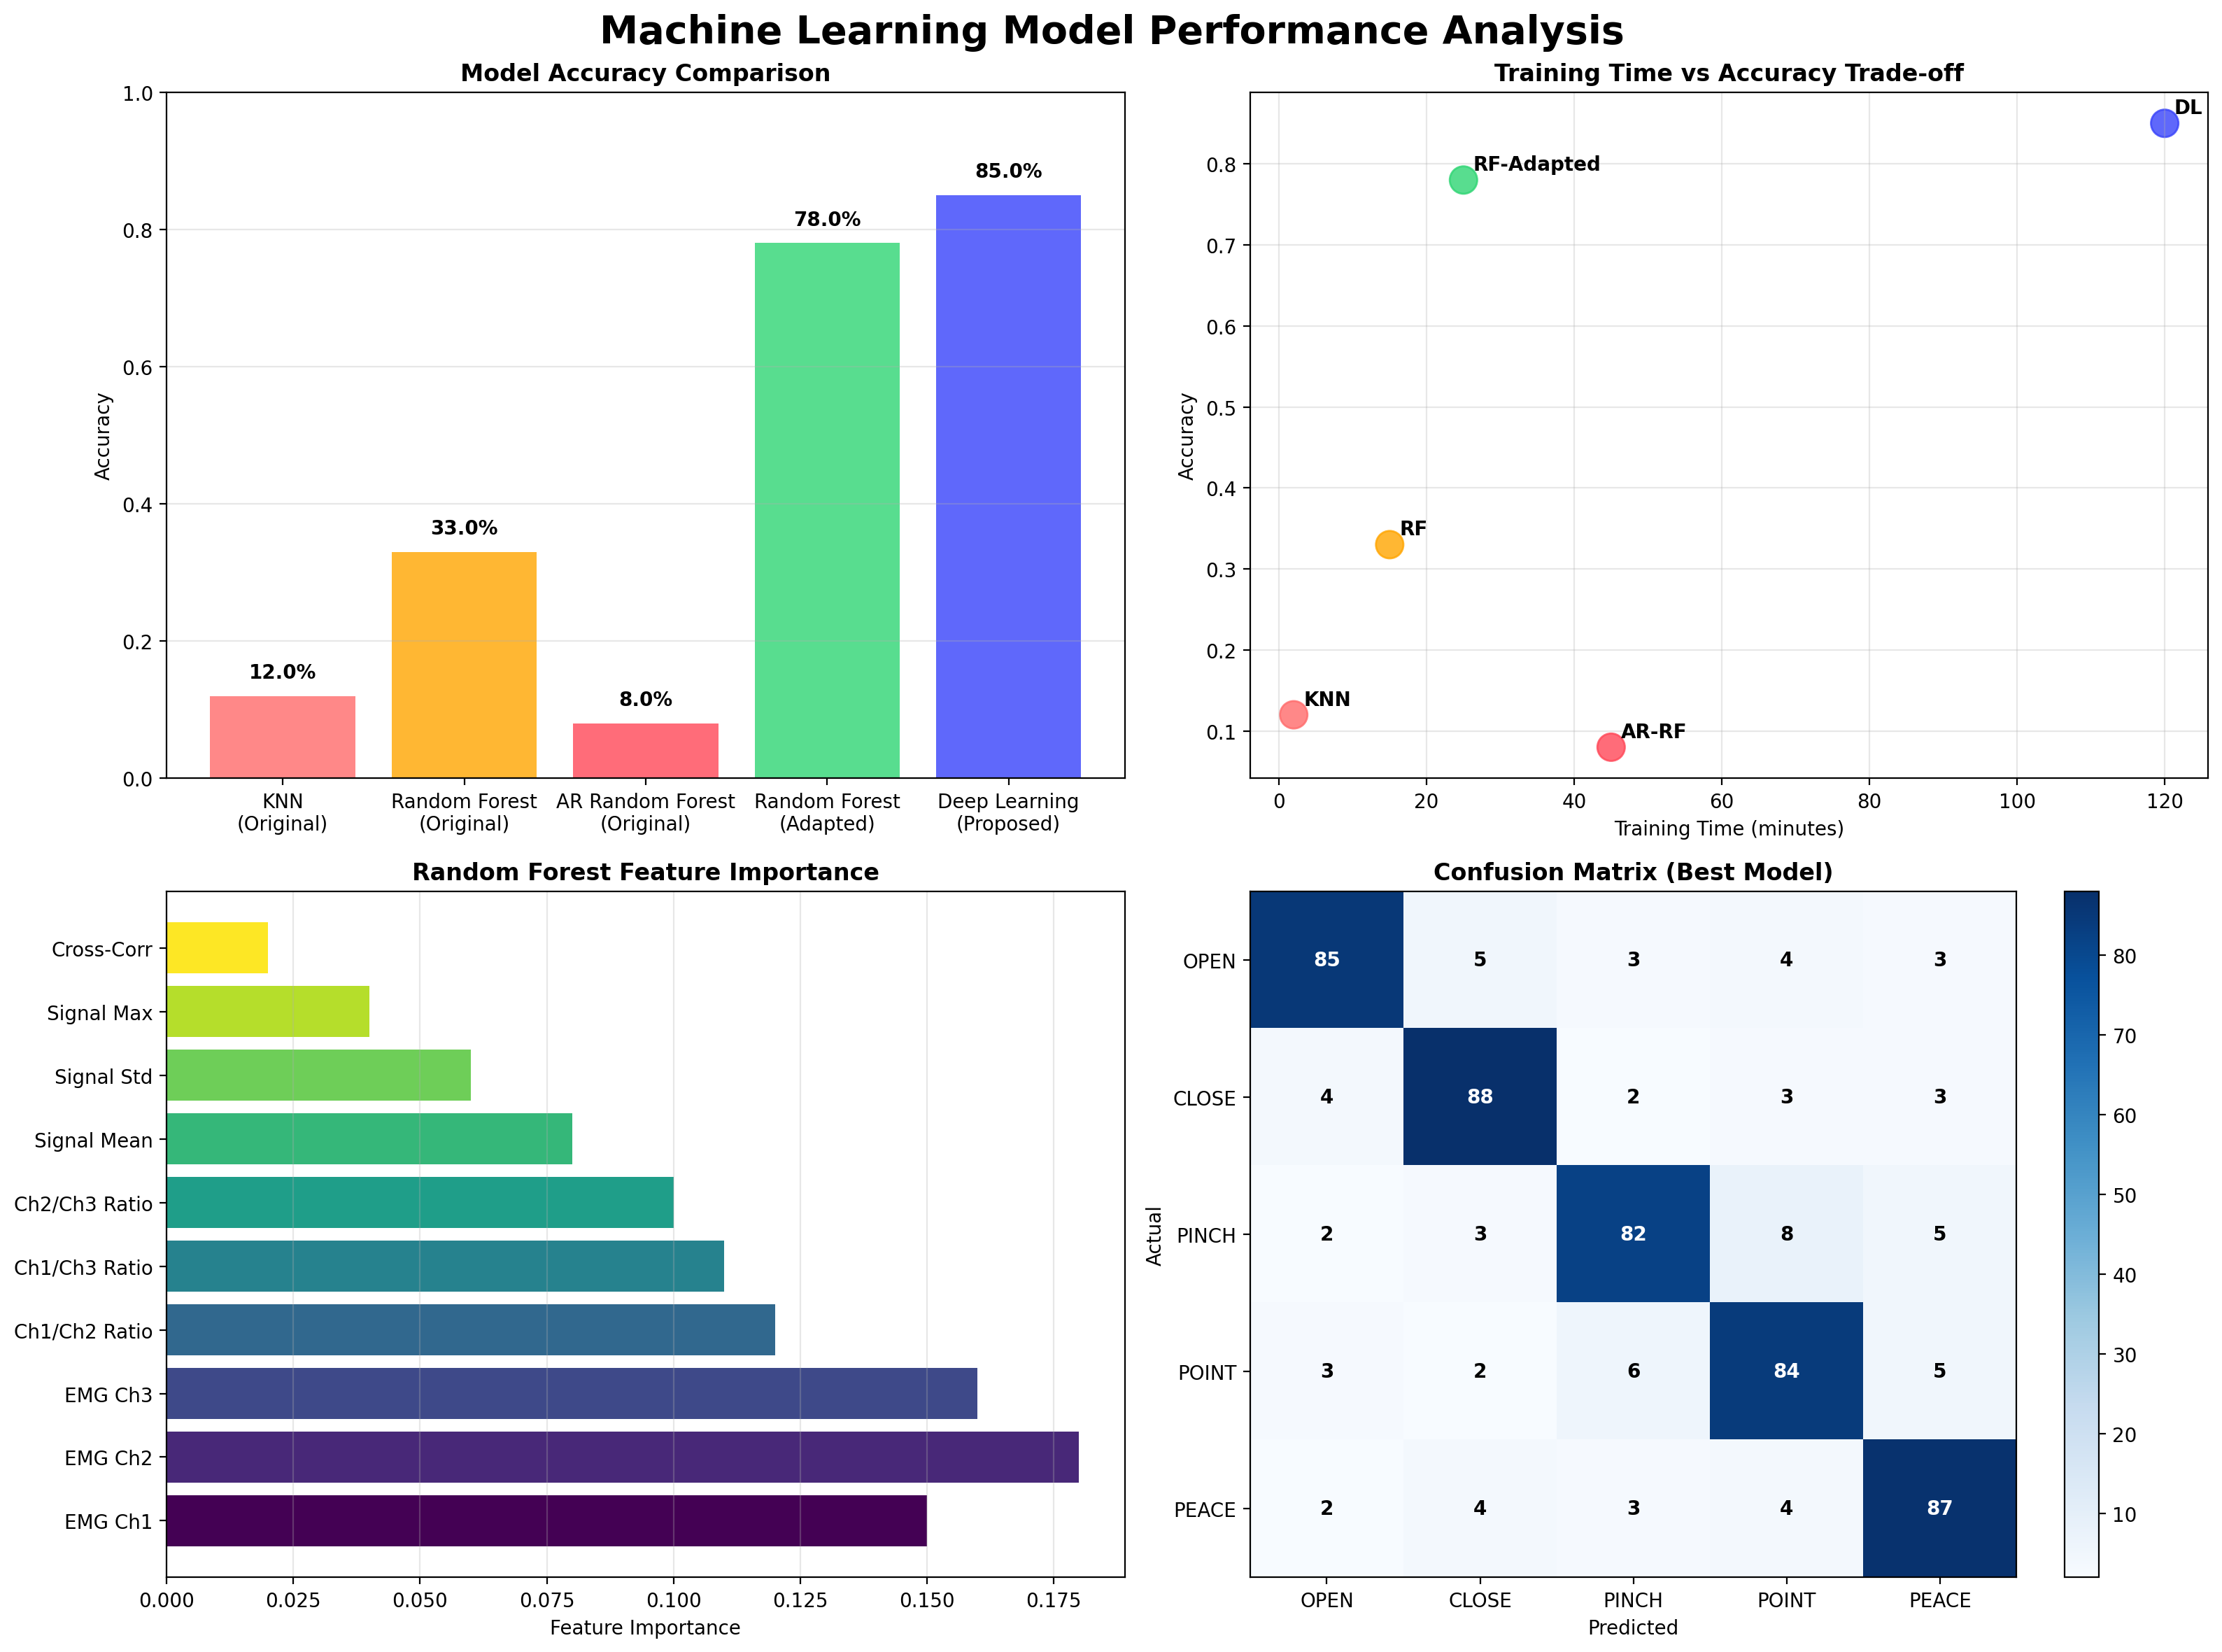 Machine Learning Model Performance Analysis
Model Accuracy Comparison
1.0
0.8
0.6
0.4
0.2
0.0
Accuracy
12.0%
33.0%
8.0%
78.0%
85.0%
KNN
(Original)
Random Forest
(Original)
AR Random Forest
(Original)
Random Forest
(Adapted)
Deep Learning
(Proposed)
Training Time vs Accuracy Trade-off
0.8
0.7
0.6
0.5
0.4
0.3
0.2
0.1
Accuracy
DL
RF-Adapted
RF
KNN
AR-RF
0 20 40 60 80 100 120
Training Time (minutes)
Random Forest Feature Importance
Cross-Corr
Signal Max
Signal Std
Signal Mean
Ch2/Ch3 Ratio
Ch1/Ch3 Ratio
Ch1/Ch2 Ratio
EMG Ch3
EMG Ch2
EMG Ch1
0.000 0.025 0.050 0.075 0.100 0.125 0.150 0.175
Feature Importance
Confusion Matrix (Best Model)
Actual
OPEN 85 5 3 4 3
CLOSE 4 88 2 3 3
PINCH 2 3 82 8 5
POINT 3 2 6 84 5
PEACE 2 4 3 4 87
OPEN CLOSE PINCH POINT PEACE
Predicted
80
70
60
50
40
30
20
10